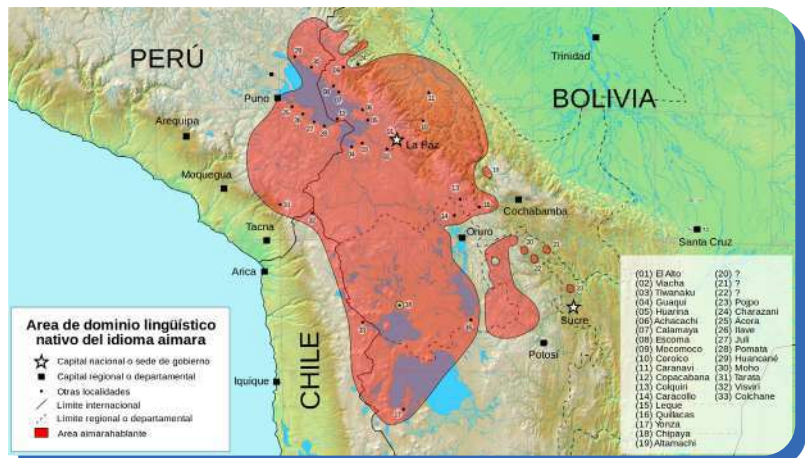 PERÚ
Trinidad
BOLIVIA
Puno
Arequipa
La Paz
Moquegua
Cochabamba
Tacna
Oruro
Santa Cruz
Arica
Sucre
Potosí
Iquique
CHILE
Area de dominio lingüístico
nativo del idioma aimara
Capital nacional o sede de gobierno
Capital regional o departamental
Otras localidades
Límite internacional
Límite regional o departamental
Area aimarahablante
(01) El Alto
(02) Viacha
(03) Tiwanaku
(04) Guaqui
(05) Huarina
(06) Achacachi
(07) Calamaya
(08) Escoma
(09) Mocomoco
(10) Coroico
(11) Caranavi
(12) Copacabana
(13) Colquiri
(14) Caracollo
(15) Leque
(16) Quillacas
(17) Yonza
(18) Chipaya
(19) Altamachi
(20) ?
(21) ?
(22) ?
(23) Pojpo
(24) Charazani
(25) Acora
(26) Ilave
(27) Juli
(28) Pomata
(29) Huancané
(30) Moho
(31) Tarata
(32) Visviri
(33) Colchane